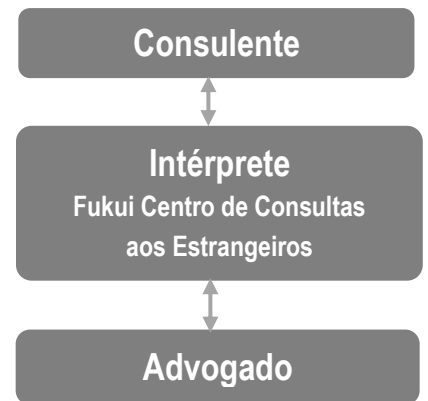 Consulente
Intérprete
Fukui Centro de Consultas
aos Estrangeiros
Advogado